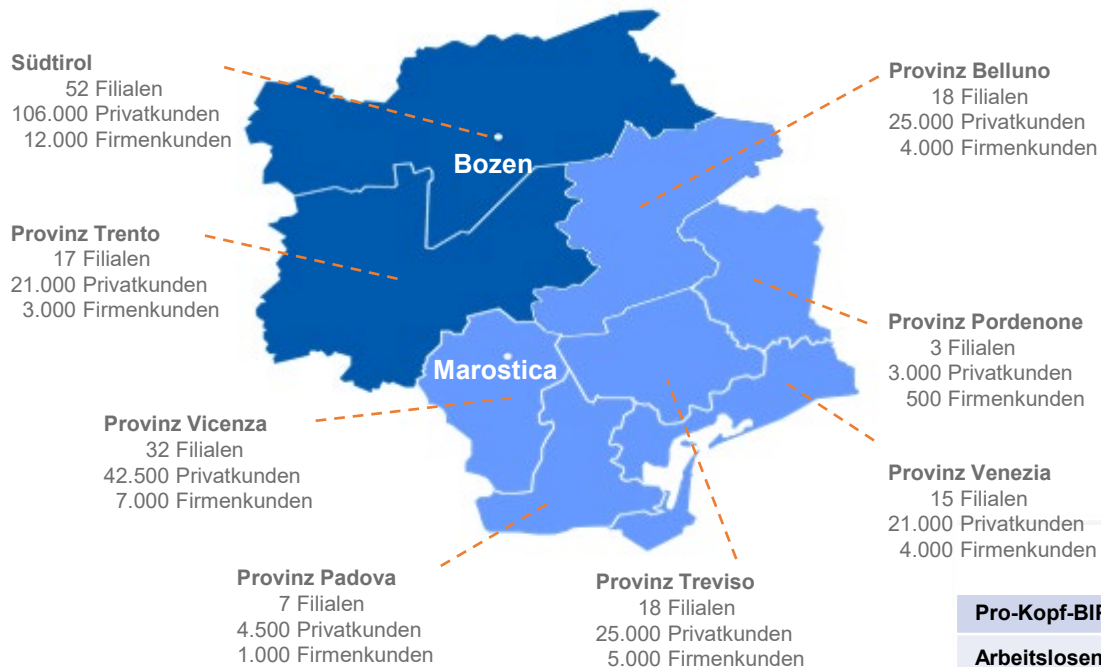 Südtirol
52 Filialen
106.000 Privatkunden
12.000 Firmenkunden
Provinz Belluno
18 Filialen
25.000 Privatkunden
4.000 Firmenkunden
Bozen
Provinz Trento
17 Filialen
21.000 Privatkunden
3.000 Firmenkunden
Provinz Pordenone
3 Filialen
3.000 Privatkunden
500 Firmenkunden
Marostica
Provinz Vicenza
32 Filialen
42.500 Privatkunden
7.000 Firmenkunden
Provinz Venezia
15 Filialen
21.000 Privatkunden
4.000 Firmenkunden
Provinz Padova
7 Filialen
4.500 Privatkunden
1.000 Firmenkunden
Provinz Treviso
18 Filialen
25.000 Privatkunden
5.000 Firmenkunden
Pro-Kopf-BIP
Arbeitslosen